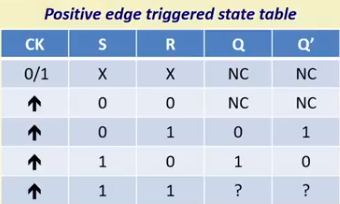 Positive edge triggered state table
CK S R Q Q’
0/1 X X NC NC
🡹 0 0 NC NC
🡹 0 1 0 1
🡹 1 0 1 0
🡹 1 1 ? ?